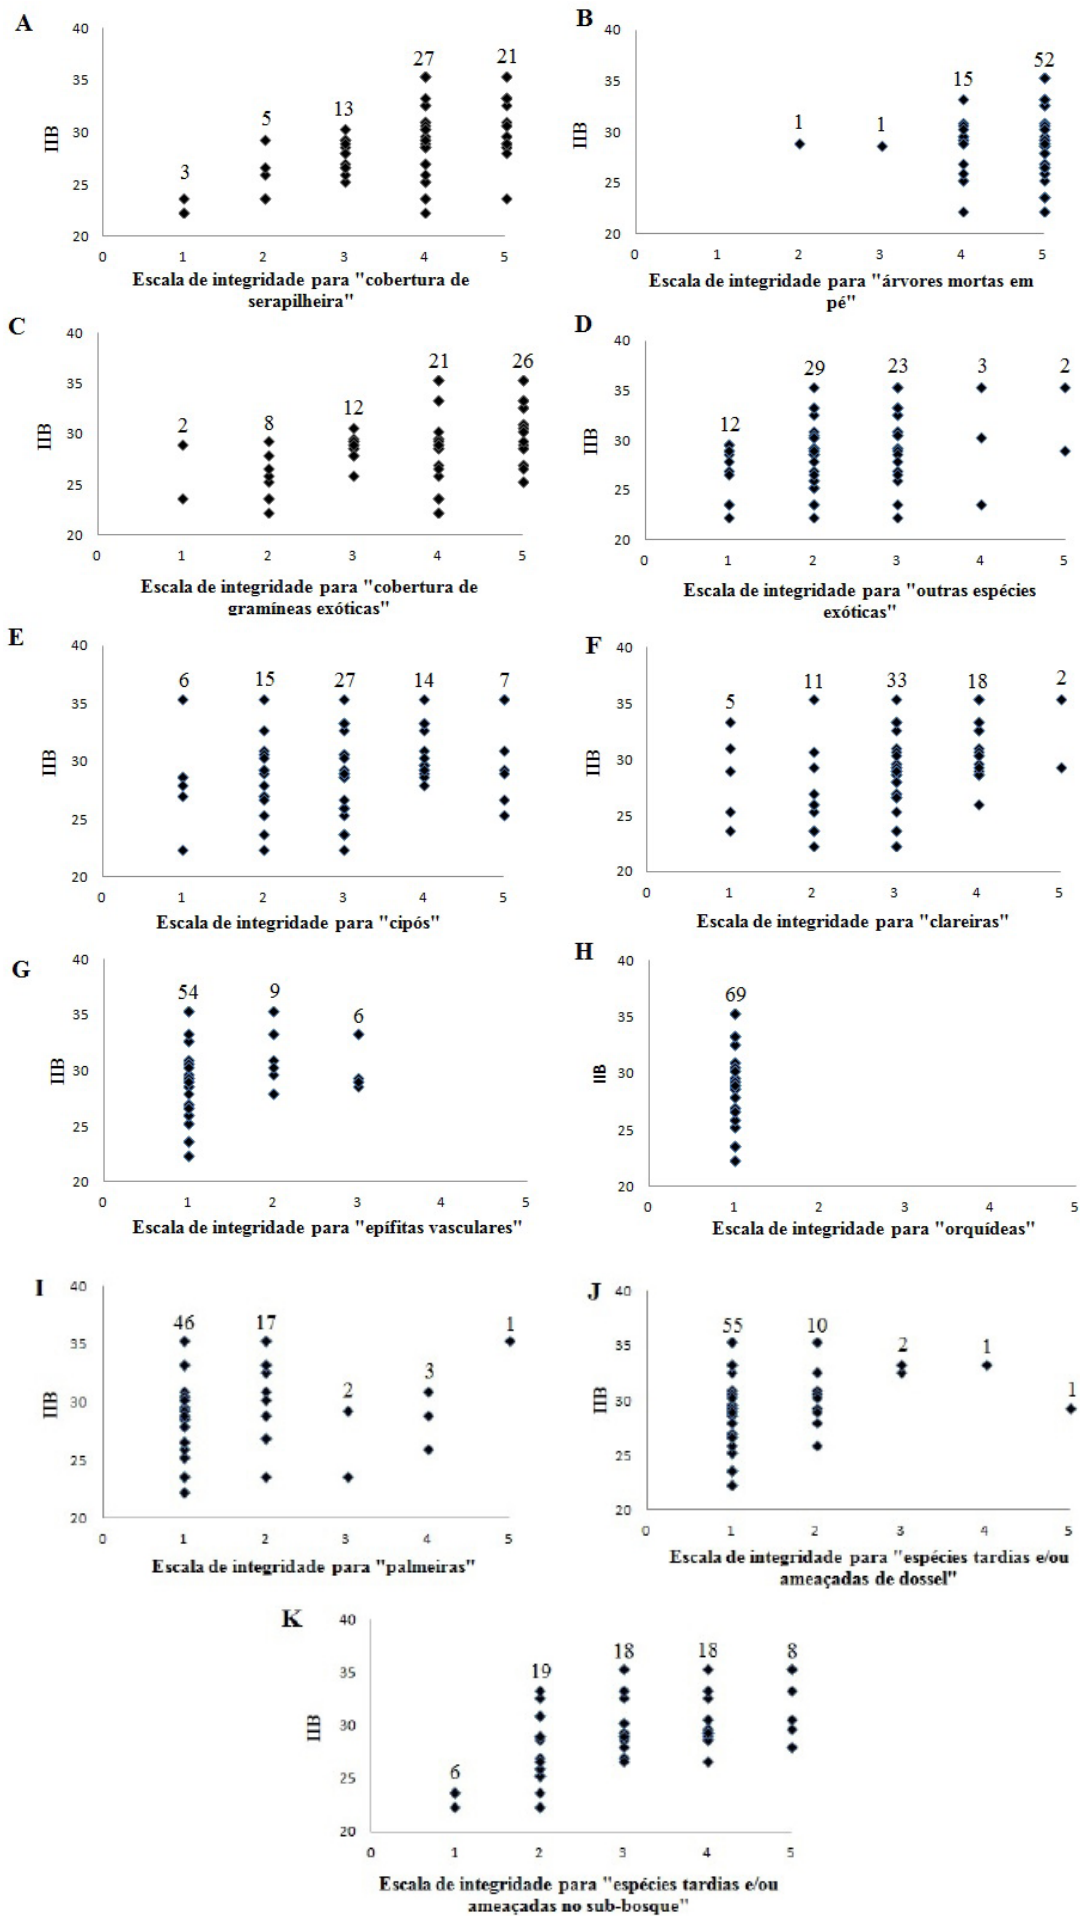 A
40
35
30
25
20
IIB
3
5
13
27
21
0 1 2 3 4 5
Escala de integridade para "cobertura de
serapilheira"
B
40
35
30
25
20
IIB
1
1
15
52
0 1 2 3 4 5
Escala de integridade para "árvores mortas em
pé"
C
40
35
30
25
20
IIB
2
8
12
21
26
0 1 2 3 4 5
Escala de integridade para "cobertura de
gramíneas exóticas"
D
40
35
30
25
20
IIB
12
29
23
3
2
0 1 2 3 4 5
Escala de integridade para "outras espécies
exóticas"
E
40
35
30
25
20
IIB
6
15
27
14
7
0 1 2 3 4 5
Escala de integridade para "cipós"
F
40
35
30
25
20
IIB
5
11
33
18
2
0 1 2 3 4 5
Escala de integridade para "clareiras"
G
40
35
30
25
20
IIB
54
9
6
0 1 2 3 4 5
Escala de integridade para "epífitas vasculares"
H
40
35
30
25
20
IIB
69
0 1 2 3 4 5
Escala de integridade para "orquídeas"
I
40
35
30
25
20
IIB
46
17
2
3
1
0 1 2 3 4 5
Escala de integridade para "palmeiras"
J
40
35
30
25
20
IIB
55
10
2
1
1
0 1 2 3 4 5
Escala de integridade para "espécies tardias e/ou
ameaçadas de dossel"
K
40
35
30
25
20
IIB
6
19
18
18
8
0 1 2 3 4 5
Escala de integridade para "espécies tardias e/ou
ameaçadas no sub-bosque"